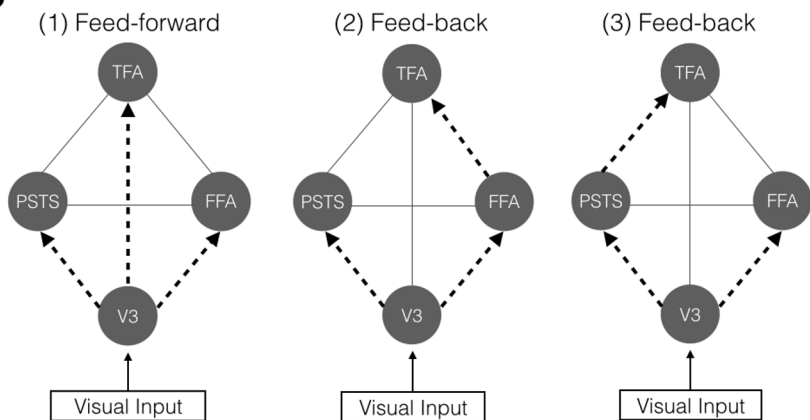 (1) Feed-forward
TFA
PSTS
FFA
V3
Visual Input
(2) Feed-back
TFA
PSTS
FFA
V3
Visual Input
(3) Feed-back
TFA
PSTS
FFA
V3
Visual Input